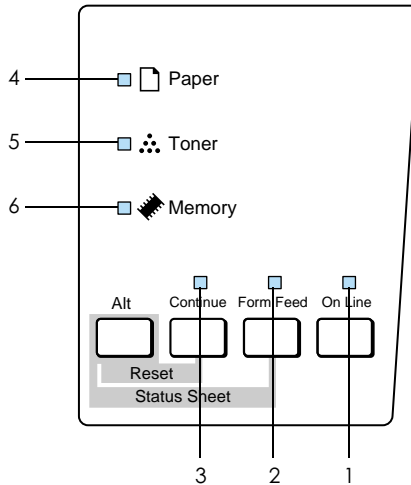 4 Paper
5 Toner
6 Memory
Alt Continue Form Feed On Line
Reset
Status Sheet
3 2 1